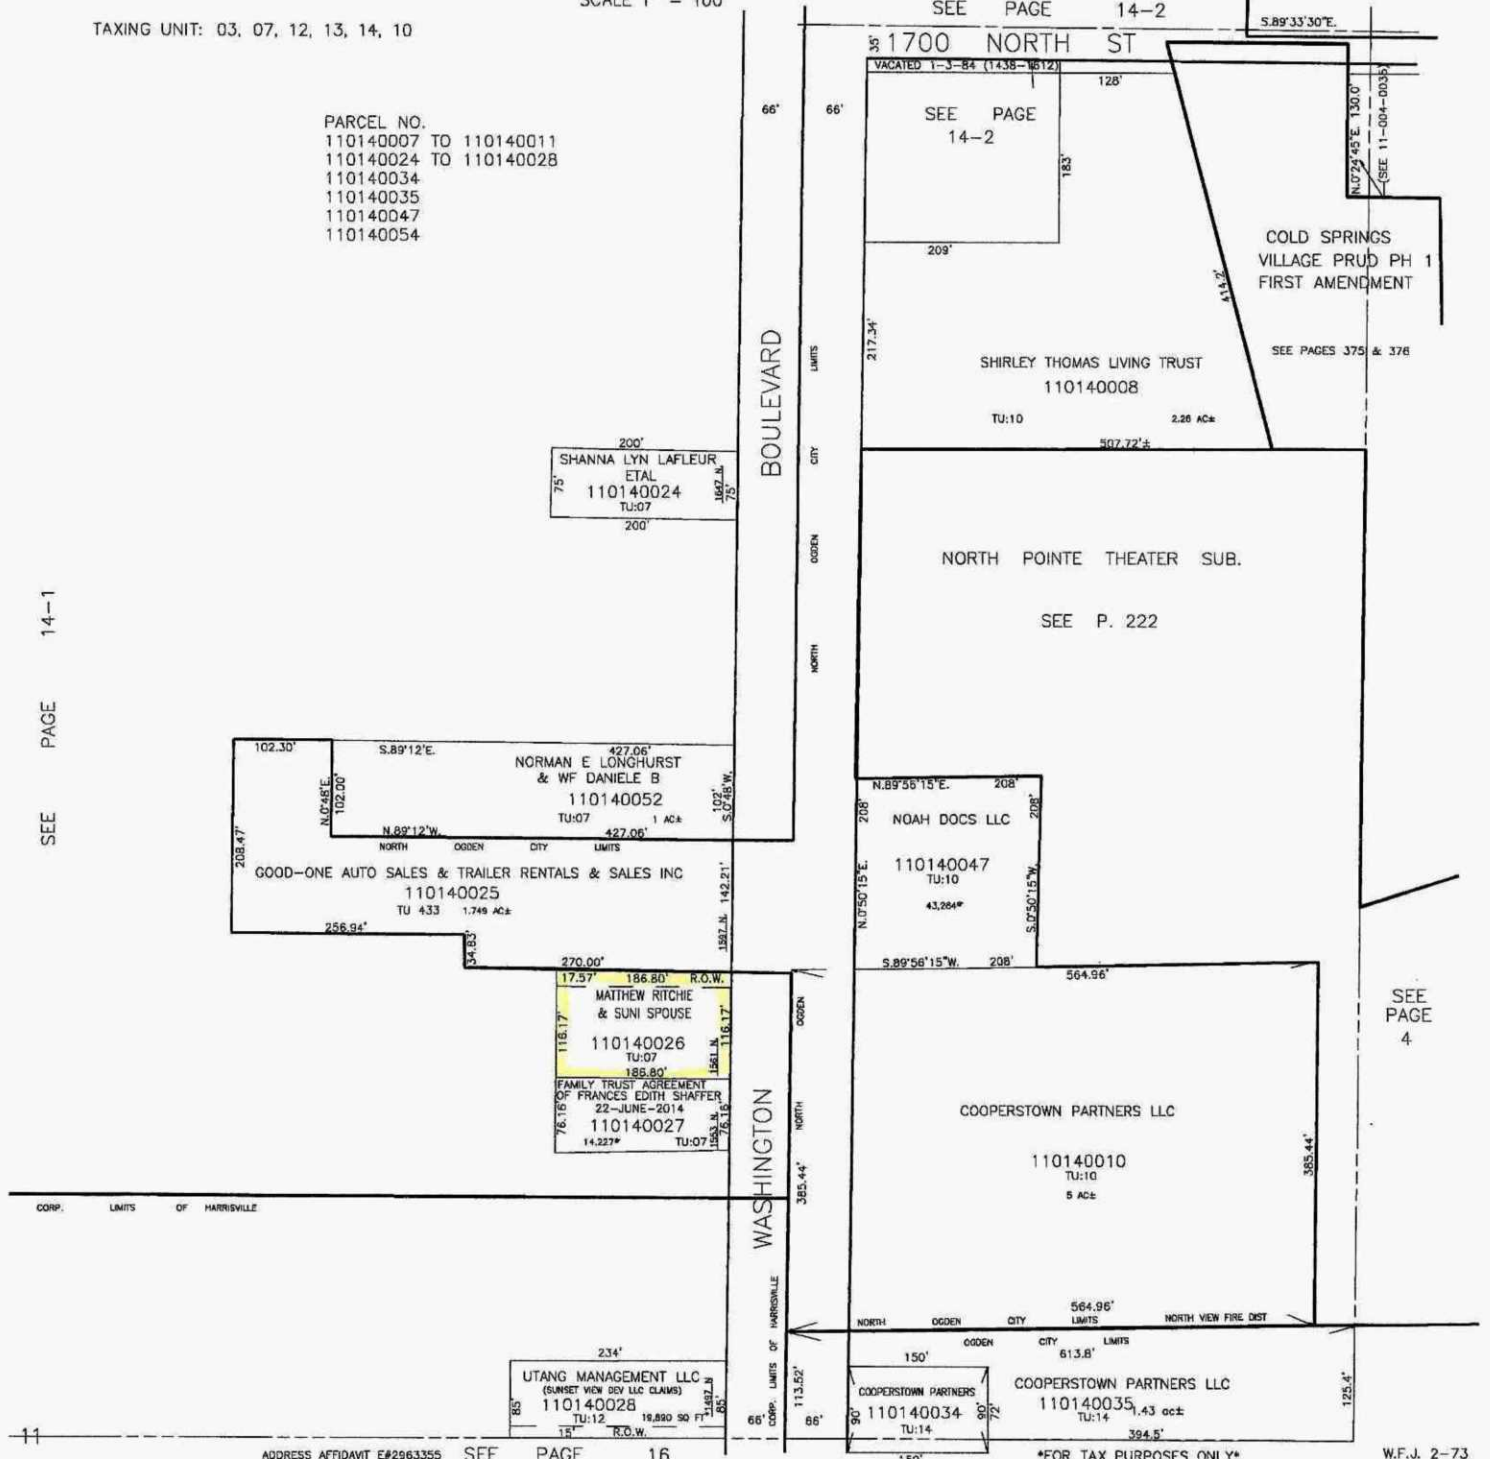 SCALE 1" = 100'
TAXING UNIT: 03, 07, 12, 13, 14, 10
PARCEL NO.
110140007 TO 110140011
110140024 TO 110140028
110140034
110140035
110140047
110140054
SEE PAGE 14-2
S.89°33'30"E.
35'
1700 NORTH ST
VACATED 1-3-84 (1438-1612)
128'
66'
66'
SEE PAGE
14-2
183'
209'
N.0°24'45"E. 130.0'
(SEE 11-004-0035)
COLD SPRINGS
VILLAGE PRUD PH 1
FIRST AMENDMENT
SEE PAGES 375 & 376
414.2'
217.34'
SHIRLEY THOMAS LIVING TRUST
110140008
TU:10 2.26 AC±
507.72'±
BOULEVARD
NORTH OGDEN CITY LIMITS
200'
SHANNA LYN LAFLEUR
ETAL
110140024
TU:07
75'
1647 N.
75'
200'
NORTH POINTE THEATER SUB.
SEE P. 222
SEE PAGE 14-1
102.30'
S.89°12'E. 427.06'
NORMAN E LONGHURST
& WF DANIELE B
110140052
TU:07 1 AC±
N.0°48'E.
102.00'
102'
S.0°48'W.
N.89°12'W. 427.06'
NORTH OGDEN CITY LIMITS
208.47'
GOOD-ONE AUTO SALES & TRAILER RENTALS & SALES INC
110140025
TU 433 1.749 AC±
1597 N. 142.21'
256.94'
34.83'
270.00'
N.89°56'15"E. 208'
208'
208'
NOAH DOCS LLC
110140047
TU:10
43,264#
N.0°50'15"E.
S.0°50'15"W.
S.89°56'15"W. 208'
564.96'
17.57' 186.80' R.O.W.
MATTHEW RITCHIE
& SUNI SPOUSE
110140026
TU:07
116.17'
1561 N.
116.17'
186.80'
FAMILY TRUST AGREEMENT
OF FRANCES EDITH SHAFFER
22-JUNE-2014
110140027
14,227# TU:07
76.16'
1553 N.
76.16'
WASHINGTON
NORTH OGDEN
385.44'
SEE
PAGE
4
COOPERSTOWN PARTNERS LLC
110140010
TU:10
5 AC±
385.44'
CORP. LIMITS OF HARRISVILLE
564.96'
NORTH OGDEN CITY LIMITS NORTH VIEW FIRE DIST
OGDEN CITY LIMITS
613.8'
CORP. LIMITS OF HARRISVILLE
113.52'
234'
UTANG MANAGEMENT LLC
(SUNSET VIEW DEV LLC CLAIMS)
110140028
TU:12 19,890 SQ FT
85'
1497 N
85'
15' R.O.W.
66'
66'
150'
COOPERSTOWN PARTNERS
110140034
TU:14
90'
90'
72'
150'
COOPERSTOWN PARTNERS LLC
110140035 1.43 ac±
TU:14
394.5'
125.4'
11
ADDRESS AFFIDAVIT E#2963355 SEE PAGE 16
*FOR TAX PURPOSES ONLY*
W.F.J. 2-73